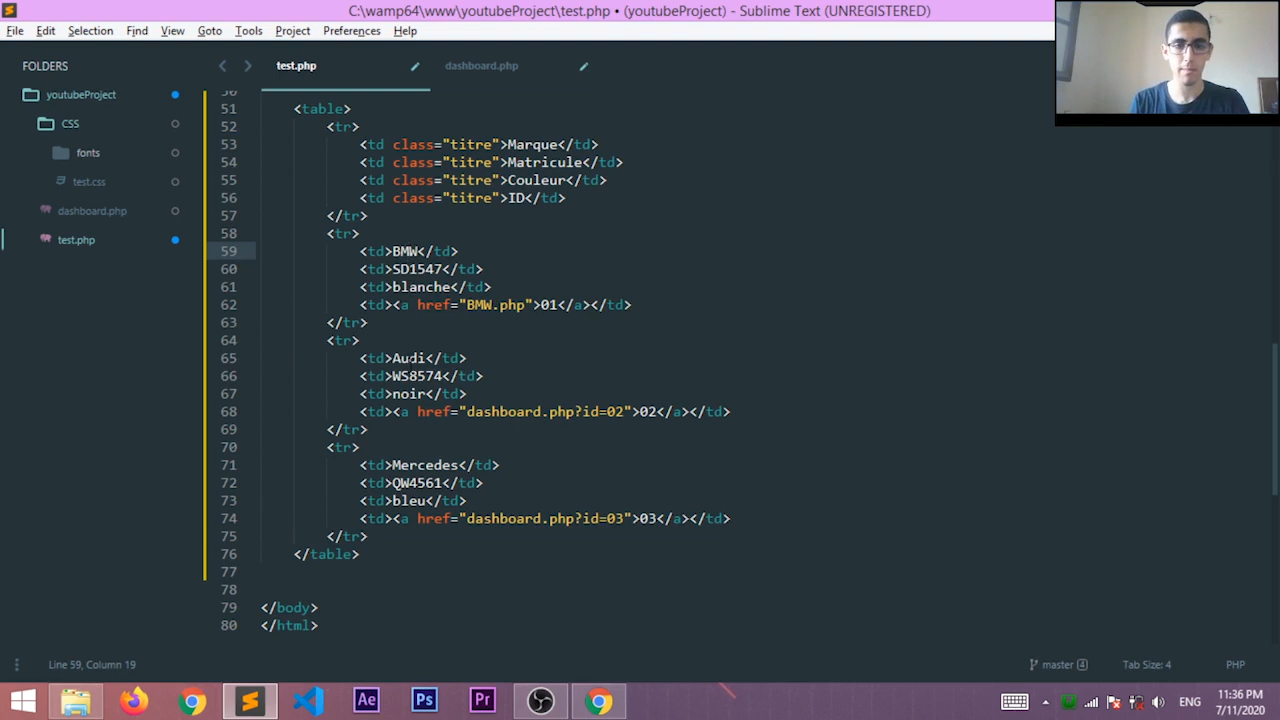 C:\wamp64\www\youtubeProject\test.php • (youtubeProject) - Sublime Text (UNREGISTERED)
File Edit Selection Find View Goto Tools Project Preferences Help
FOLDERS
youtubeProject
CSS
fonts
test.css
dashboard.php
test.php
test.php dashboard.php
50
51 <table>
52 <tr>
53 <td class="titre">Marque</td>
54 <td class="titre">Matricule</td>
55 <td class="titre">Couleur</td>
56 <td class="titre">ID</td>
57 </tr>
58 <tr>
59 <td>BMW</td>
60 <td>SD1547</td>
61 <td>blanche</td>
62 <td><a href="BMW.php">01</a></td>
63 </tr>
64 <tr>
65 <td>Audi</td>
66 <td>WS8574</td>
67 <td>noir</td>
68 <td><a href="dashboard.php?id=02">02</a></td>
69 </tr>
70 <tr>
71 <td>Mercedes</td>
72 <td>QW4561</td>
73 <td>bleu</td>
74 <td><a href="dashboard.php?id=03">03</a></td>
75 </tr>
76 </table>
77
78
79 </body>
80 </html>
Line 59, Column 19 master 4 Tab Size: 4 PHP
Ae Ps Pr ENG 11:36 PM
7/11/2020